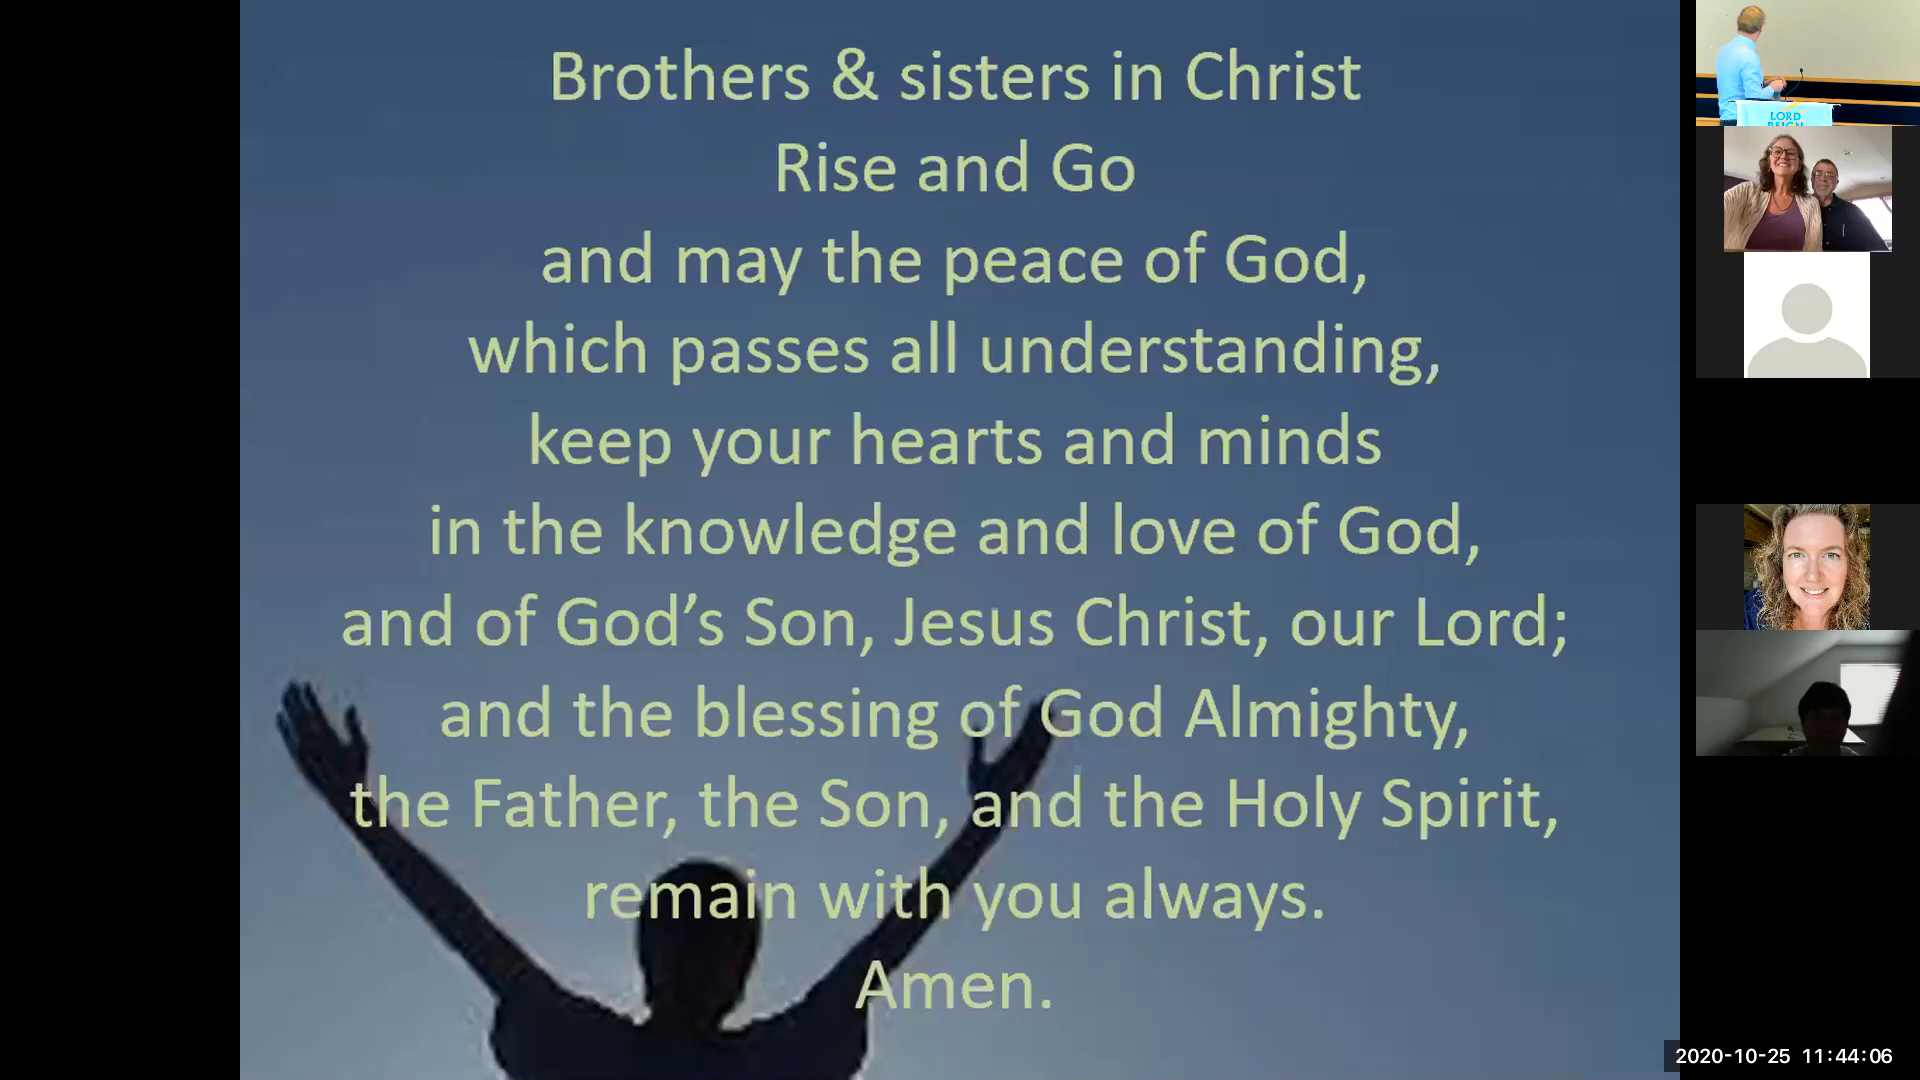 Brothers & sisters in Christ
Rise and Go
and may the peace of God,
which passes all understanding,
keep your hearts and minds
in the knowledge and love of God,
and of God’s Son, Jesus Christ, our Lord;
and the blessing of God Almighty,
the Father, the Son, and the Holy Spirit,
remain with you always.
Amen.
LORD
REIGN
2020-10-25 11:44:06